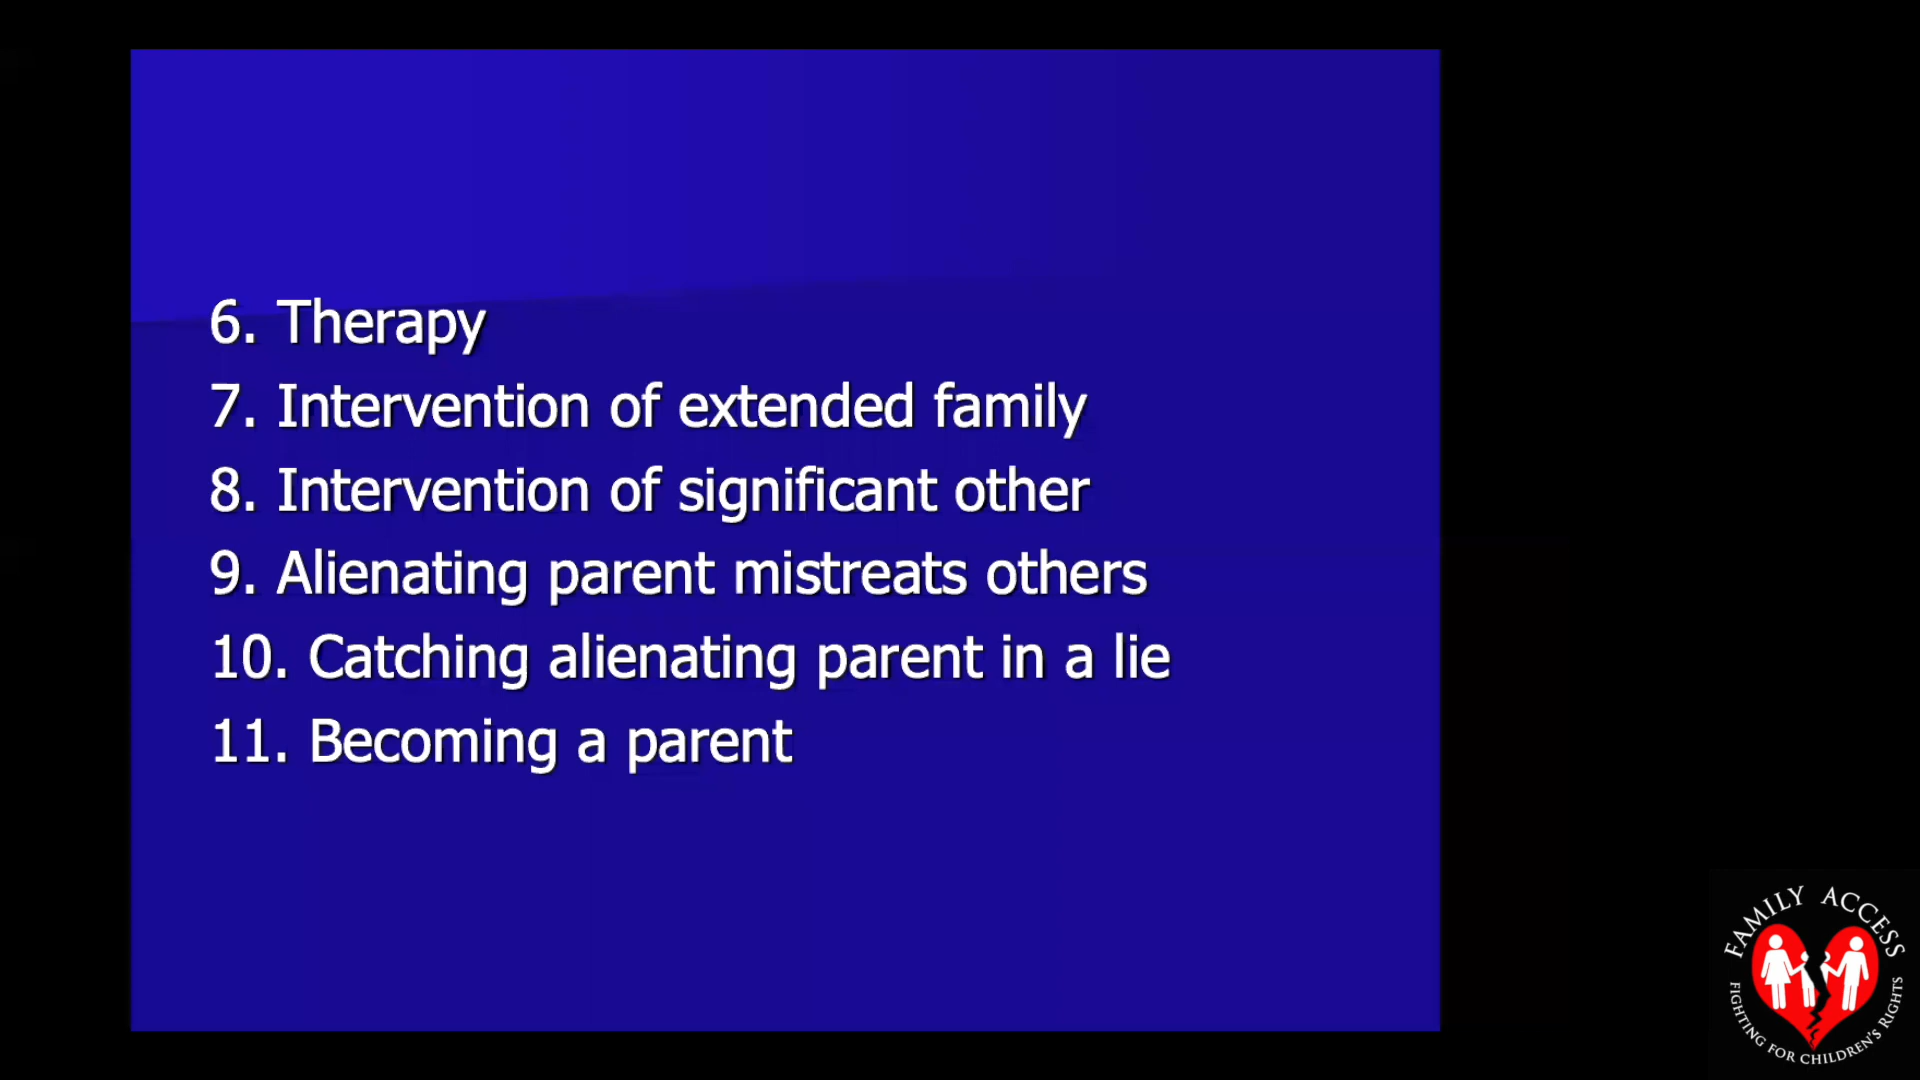 6. Therapy
7. Intervention of extended family
8. Intervention of significant other
9. Alienating parent mistreats others
10. Catching alienating parent in a lie
11. Becoming a parent
FAMILY ACCESS
FIGHTING FOR CHILDREN'S RIGHTS